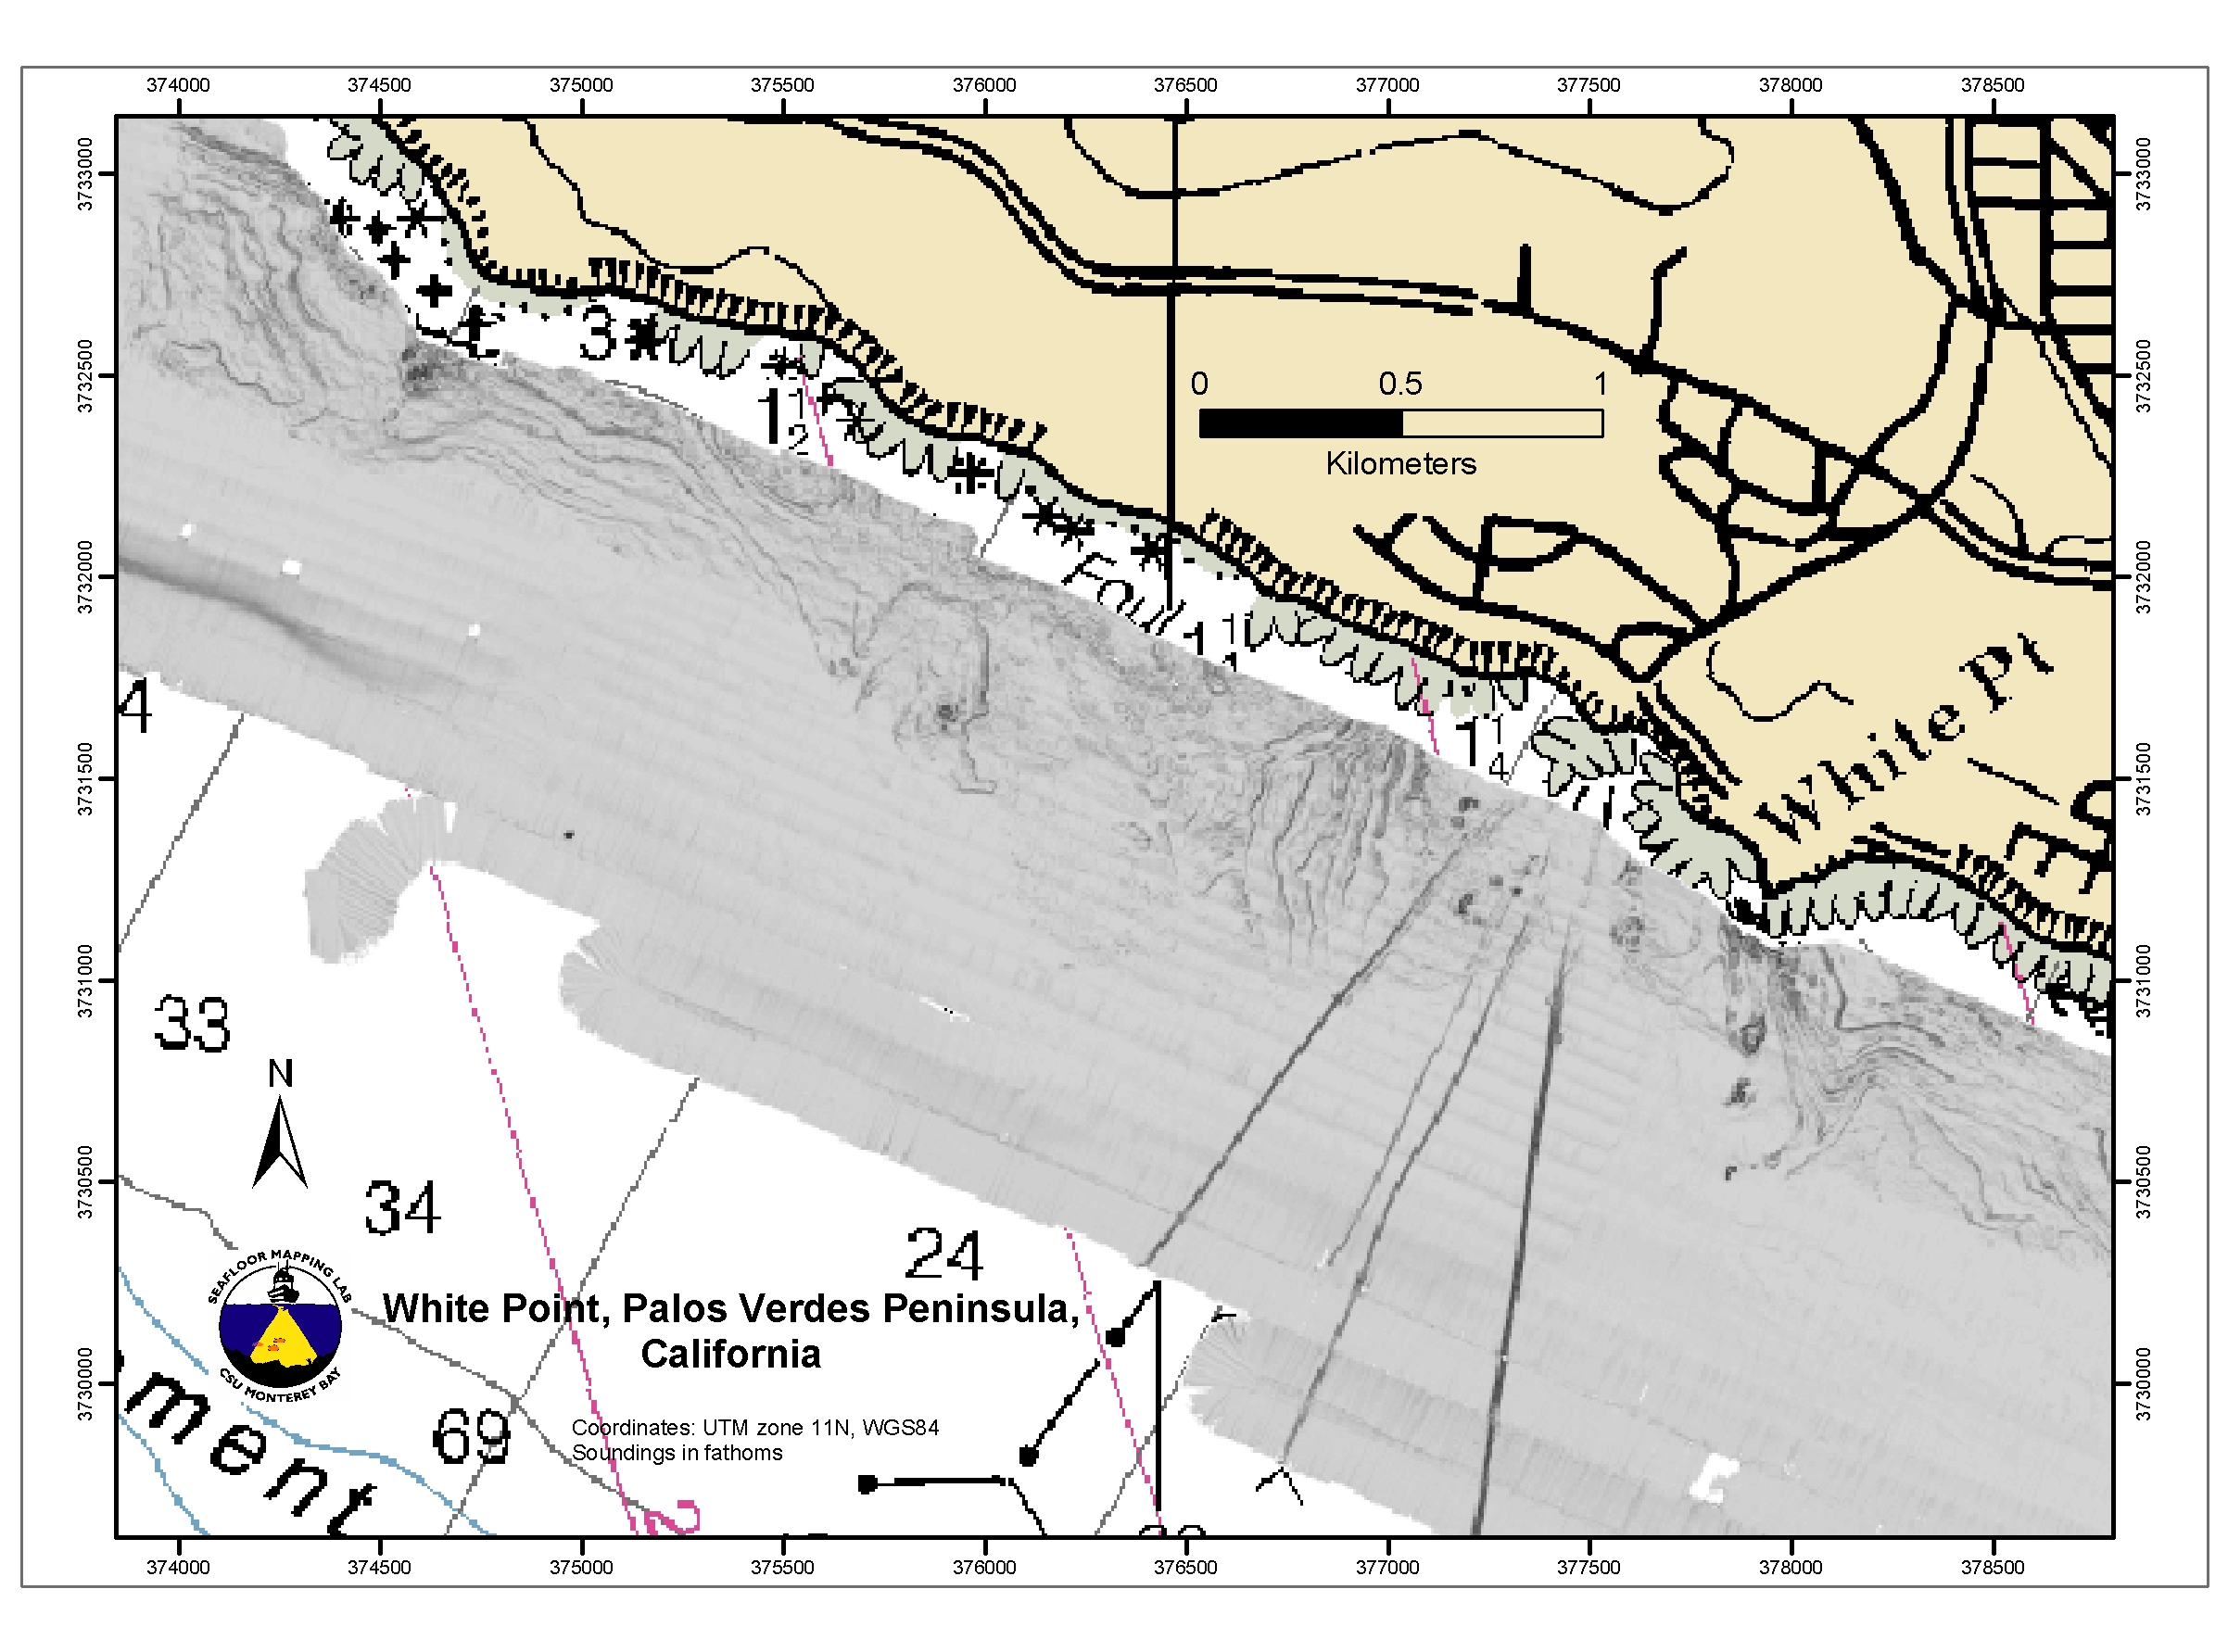 374000 374500 375000 375500 376000 376500 377000 377500 378000 378500
3733000
3733000
3
3732500
3732500
0 0.5 1
Kilometers
1 1
2
3732000
3732000
Foul
1 1
4
White Pt
1 1
4
4
3731500
3731500
33
3731000
3731000
N
34
3730500
3730500
24
SEAFLOOR MAPPING LAB
CSU MONTEREY BAY
White Point, Palos Verdes Peninsula,
California
3730000
3730000
ment
69
Coordinates: UTM zone 11N, WGS84
Soundings in fathoms
374000 374500 375000 375500 376000 376500 377000 377500 378000 378500